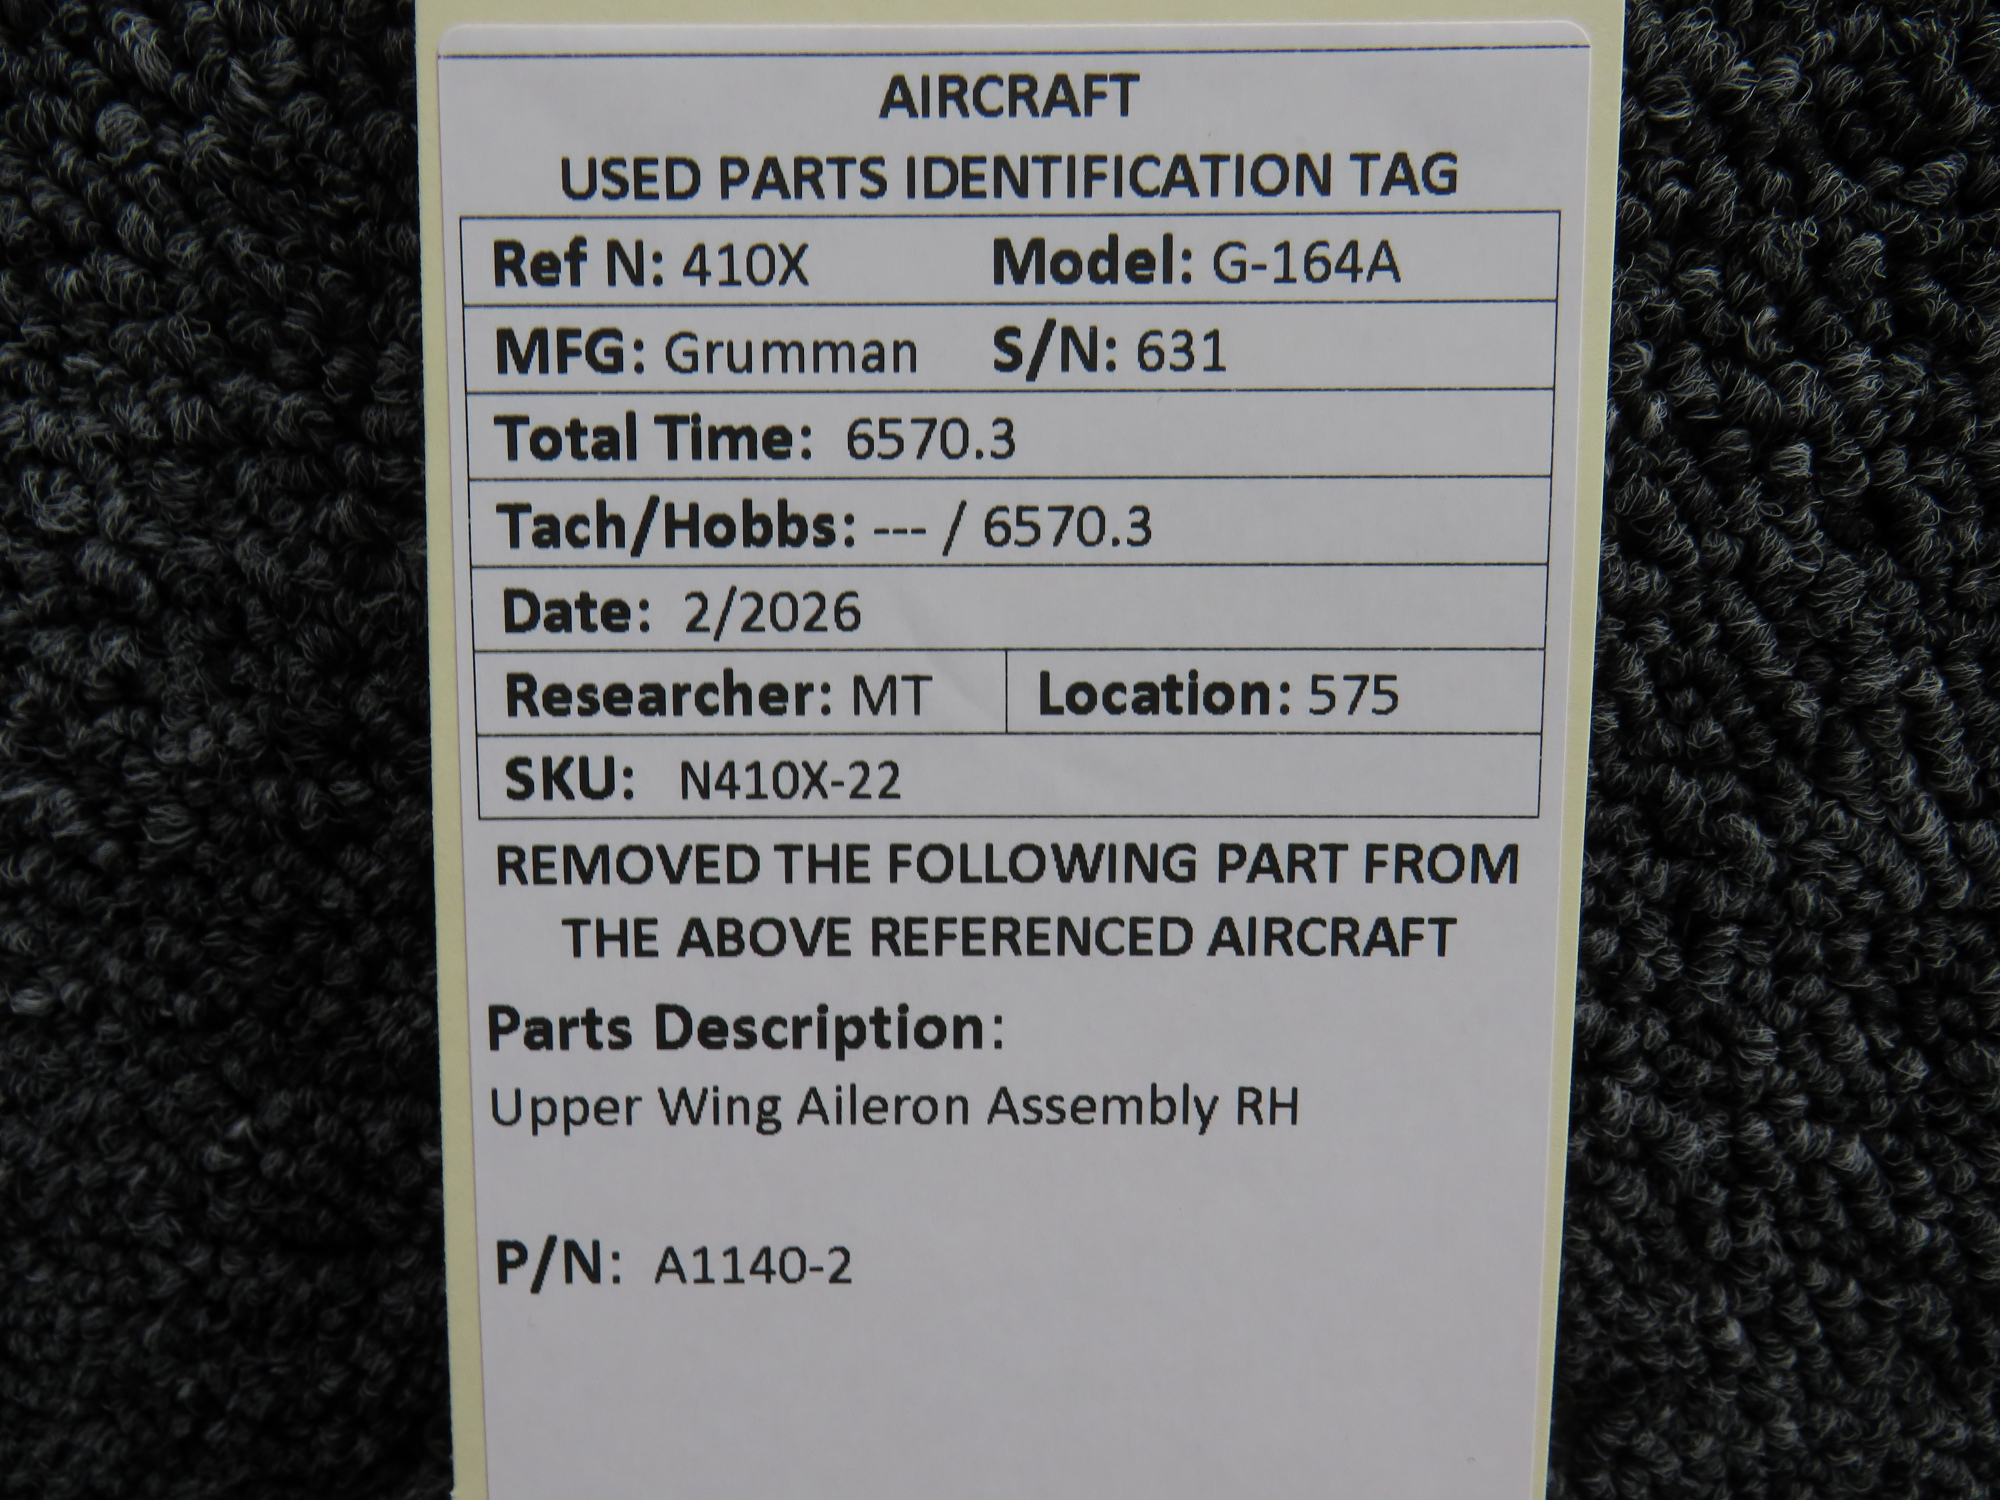 AIRCRAFT
USED PARTS IDENTIFICATION TAG
Ref N: 410X Model: G-164A
MFG: Grumman S/N: 631
Total Time: 6570.3
Tach/Hobbs: --- / 6570.3
Date: 2/2026
Researcher: MT Location: 575
SKU: N410X-22
REMOVED THE FOLLOWING PART FROM
THE ABOVE REFERENCED AIRCRAFT
Parts Description:
Upper Wing Aileron Assembly RH
P/N: A1140-2